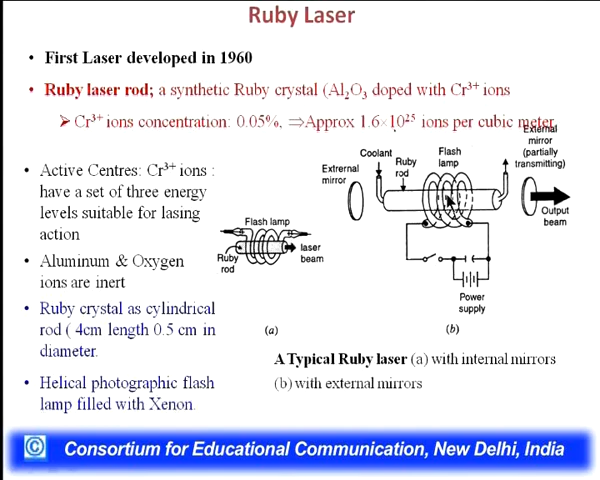 Ruby Laser
• First Laser developed in 1960
• Ruby laser rod; a synthetic Ruby crystal (Al₂O₃ doped with Cr³⁺ ions
➢ Cr³⁺ ions concentration: 0.05%, ⇒Approx 1.6×10²⁵ ions per cubic meter
• Active Centres: Cr³⁺ ions :
have a set of three energy
levels suitable for lasing
action
• Aluminum & Oxygen
ions are inert
• Ruby crystal as cylindrical
rod ( 4cm length 0.5 cm in
diameter.
• Helical photographic flash
lamp filled with Xenon.
Flash lamp
Ruby
rod
laser
beam
(a)
Extrernal
mirror
Coolant
Ruby
rod
Flash
lamp
External
mirror
(partially
transmitting)
Output
beam
Power
supply
(b)
A Typical Ruby laser (a) with internal mirrors
(b) with external mirrors
© Consortium for Educational Communication, New Delhi, India